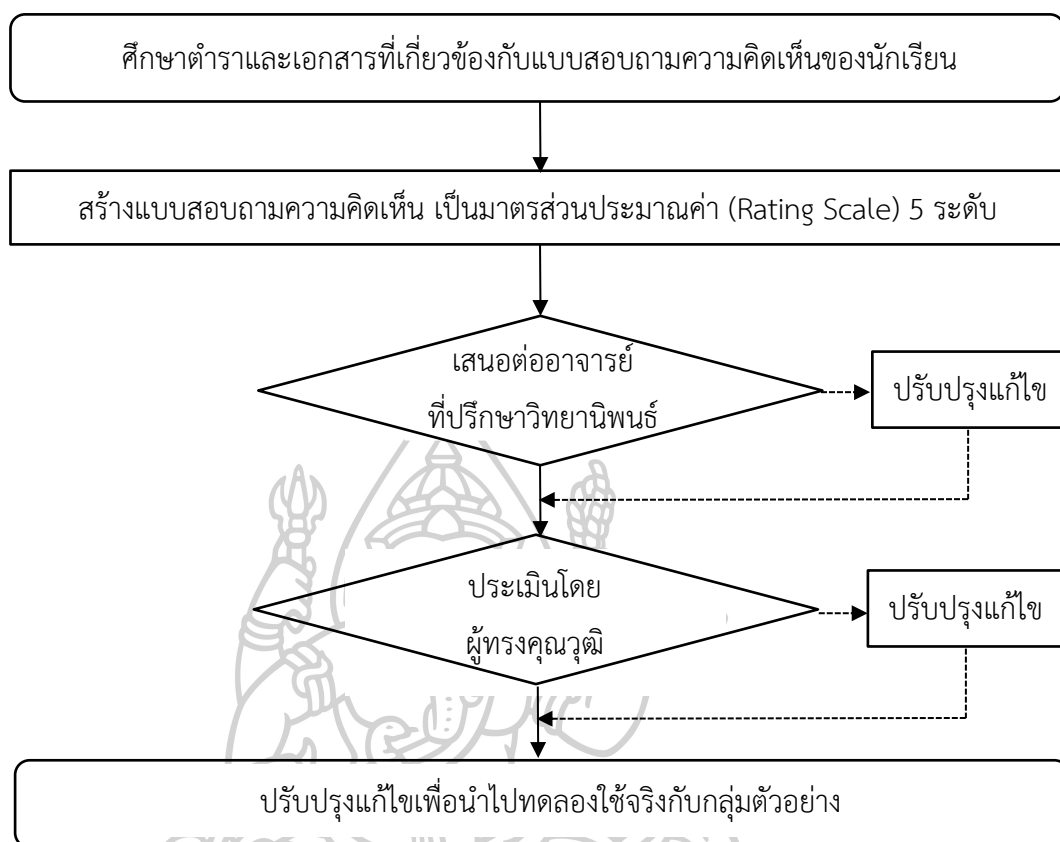 ศึกษาตำราและเอกสารที่เกี่ยวข้องกับแบบสอบถามความคิดเห็นของนักเรียน
สร้างแบบสอบถามความคิดเห็น เป็นมาตรส่วนประมาณค่า (Rating Scale) 5 ระดับ
เสนอต่ออาจารย์
ที่ปรึกษาวิทยานิพนธ์
ปรับปรุงแก้ไข
ประเมินโดย
ผู้ทรงคุณวุฒิ
ปรับปรุงแก้ไข
ปรับปรุงแก้ไขเพื่อนำไปทดลองใช้จริงกับกลุ่มตัวอย่าง